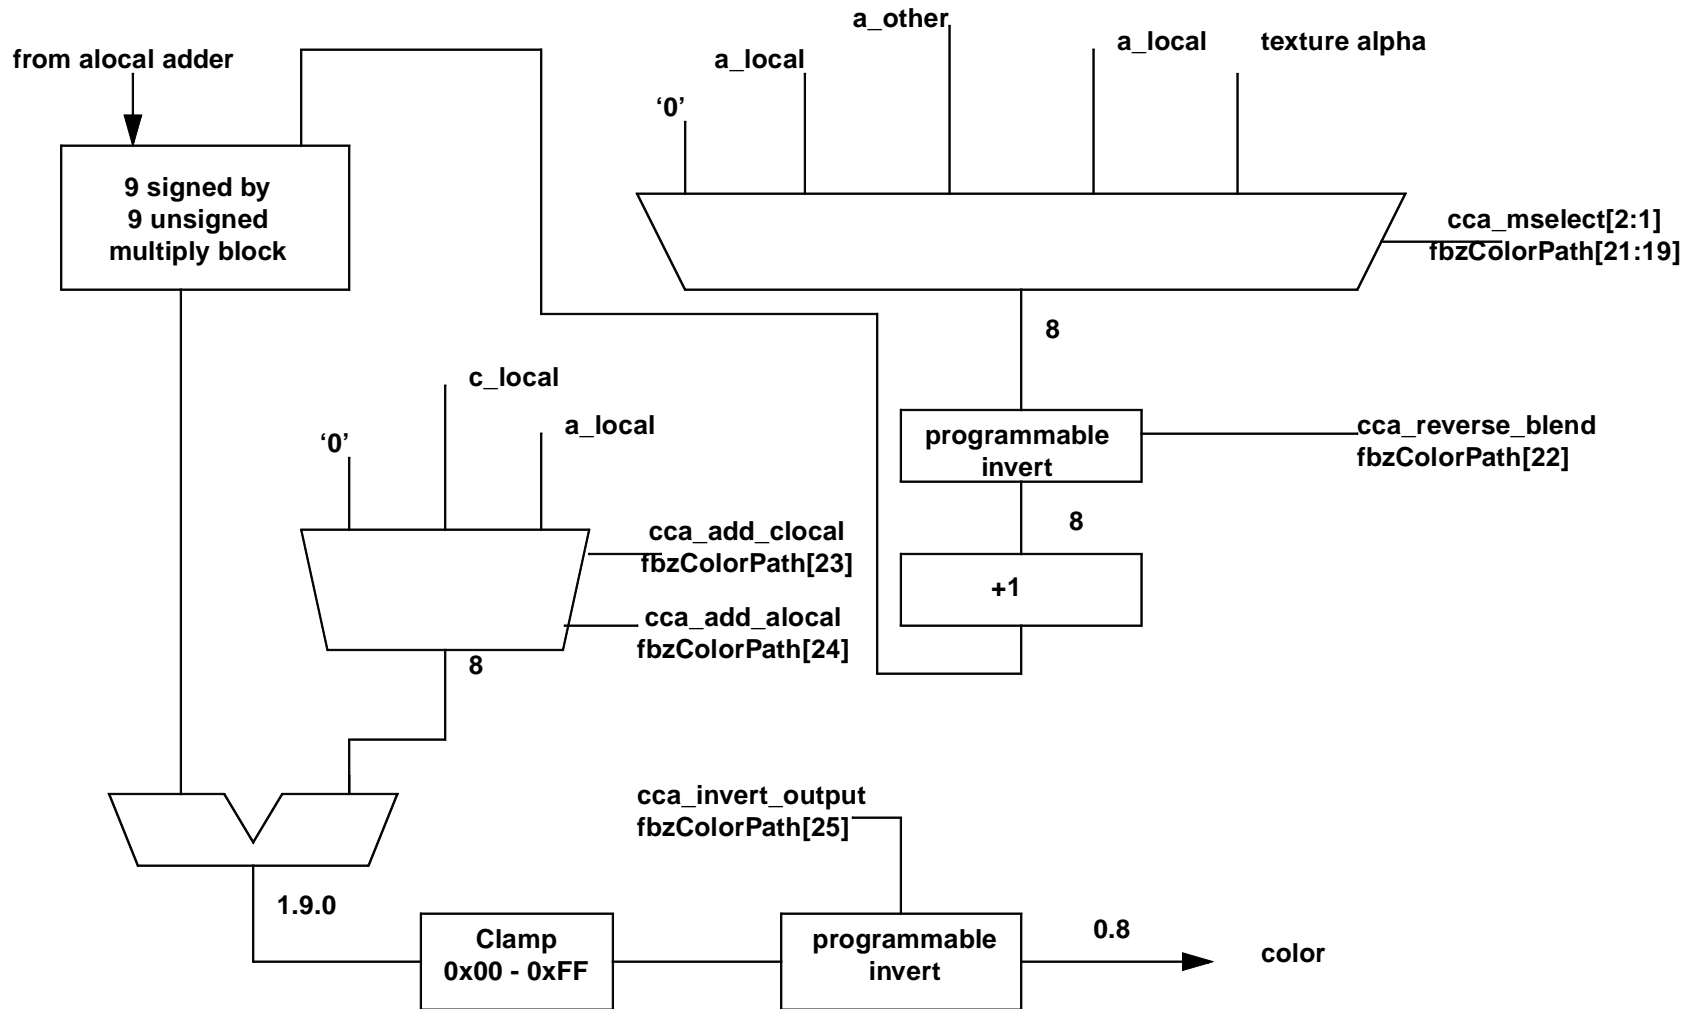 a_other
from alocal adder
a_local
a_local
texture alpha
‘0’
9 signed by
9 unsigned
multiply block
cca_mselect[2:1]
fbzColorPath[21:19]
8
c_local
a_local
‘0’
programmable
invert
cca_reverse_blend
fbzColorPath[22]
8
cca_add_clocal
fbzColorPath[23]
+1
cca_add_alocal
fbzColorPath[24]
8
cca_invert_output
fbzColorPath[25]
1.9.0
Clamp
0x00 - 0xFF
programmable
invert
0.8
color